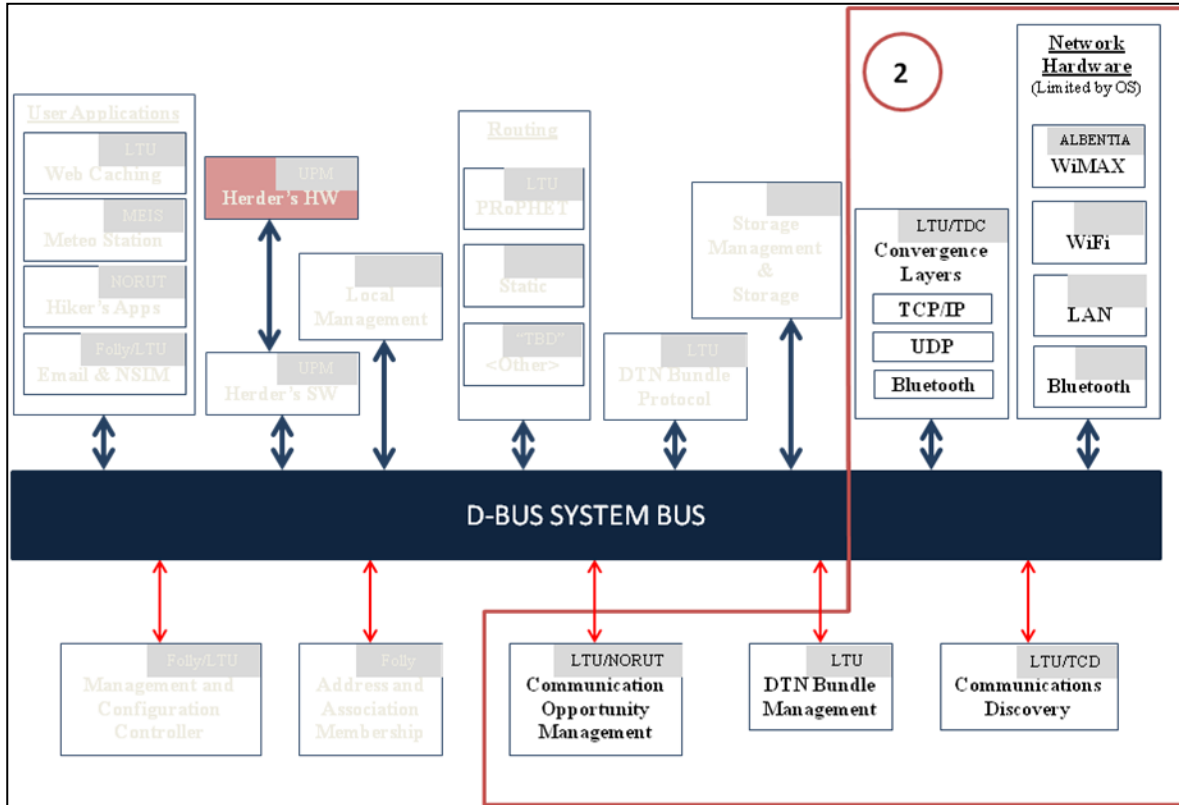 2
Network
Hardware
(Limited by OS)
ALBENTIA
WiMAX
WiFi
LAN
Bluetooth
User Applications
LTU
Web Caching
MEIS
Meteo Station
NORUT
Hiker's Apps
Folly/LTU
Email & NSIM
UPM
Herder's HW
UPM
Herder's SW
Local
Management
Routing
LTU
PRoPHET
Static
"TBD"
<Other>
LTU
DTN Bundle
Protocol
Storage
Management
&
Storage
LTU/TDC
Convergence
Layers
TCP/IP
UDP
Bluetooth
D-BUS SYSTEM BUS
Folly/LTU
Management and
Configuration
Controller
Folly
Address and
Association
Membership
LTU/NORUT
Communication
Opportunity
Management
LTU
DTN Bundle
Management
LTU/TCD
Communications
Discovery